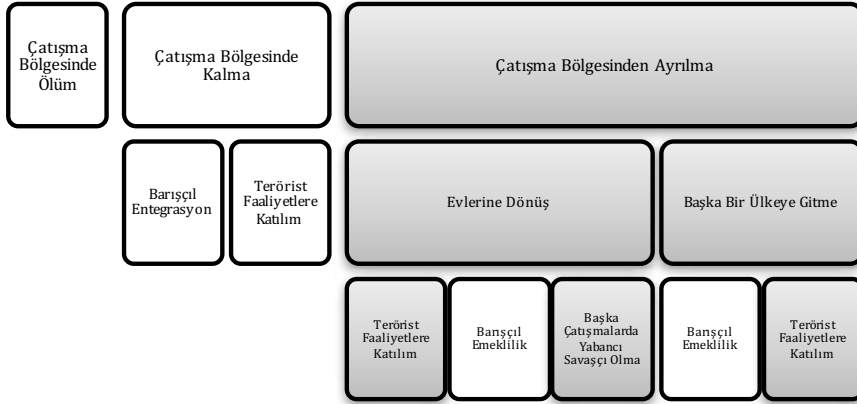 Çatışma
Bölgesinde
Ölüm
Çatışma Bölgesinde
Kalma
Çatışma Bölgesinden Ayrılma
Barışçıl
Entegrasyon
Terörist
Faaliyetlere
Katılım
Evlerine Dönüş
Başka Bir Ülkeye Gitme
Terörist
Faaliyetlere
Katılım
Barışçıl
Emeklilik
Başka
Çatışmalarda
Yabancı
Savaşçı Olma
Barışçıl
Emeklilik
Terörist
Faaliyetlere
Katılım